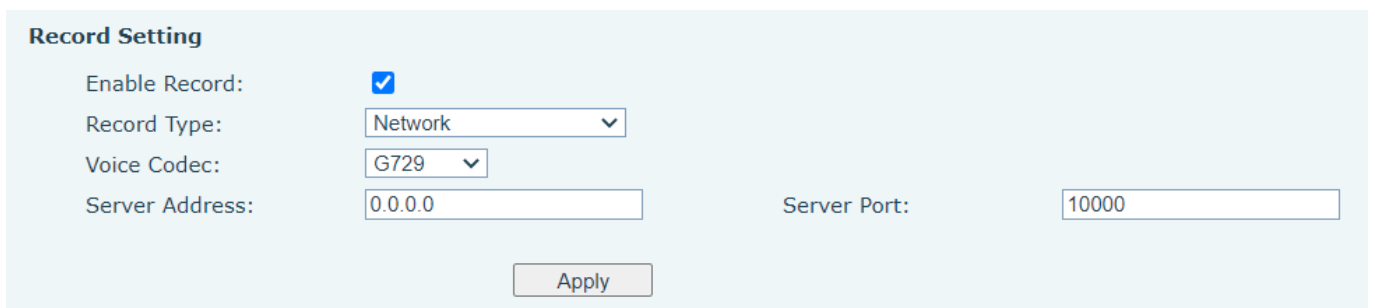 Record Setting
Enable Record:
Record Type: Network
Voice Codec: G729
Server Address: 0.0.0.0 Server Port: 10000
Apply